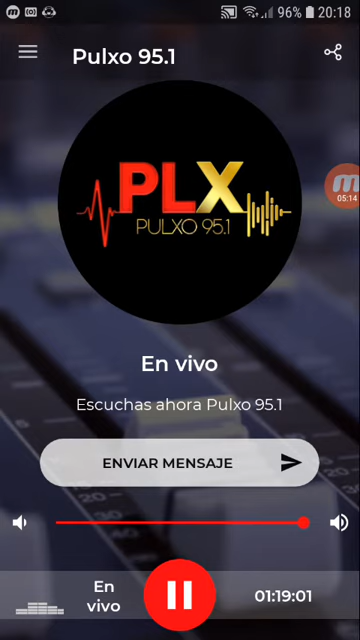 96% 20:18
Pulxo 95.1
PLX
PULXO 95.1
05:14
En vivo
Escuchas ahora Pulxo 95.1
ENVIAR MENSAJE
En
vivo
01:19:01